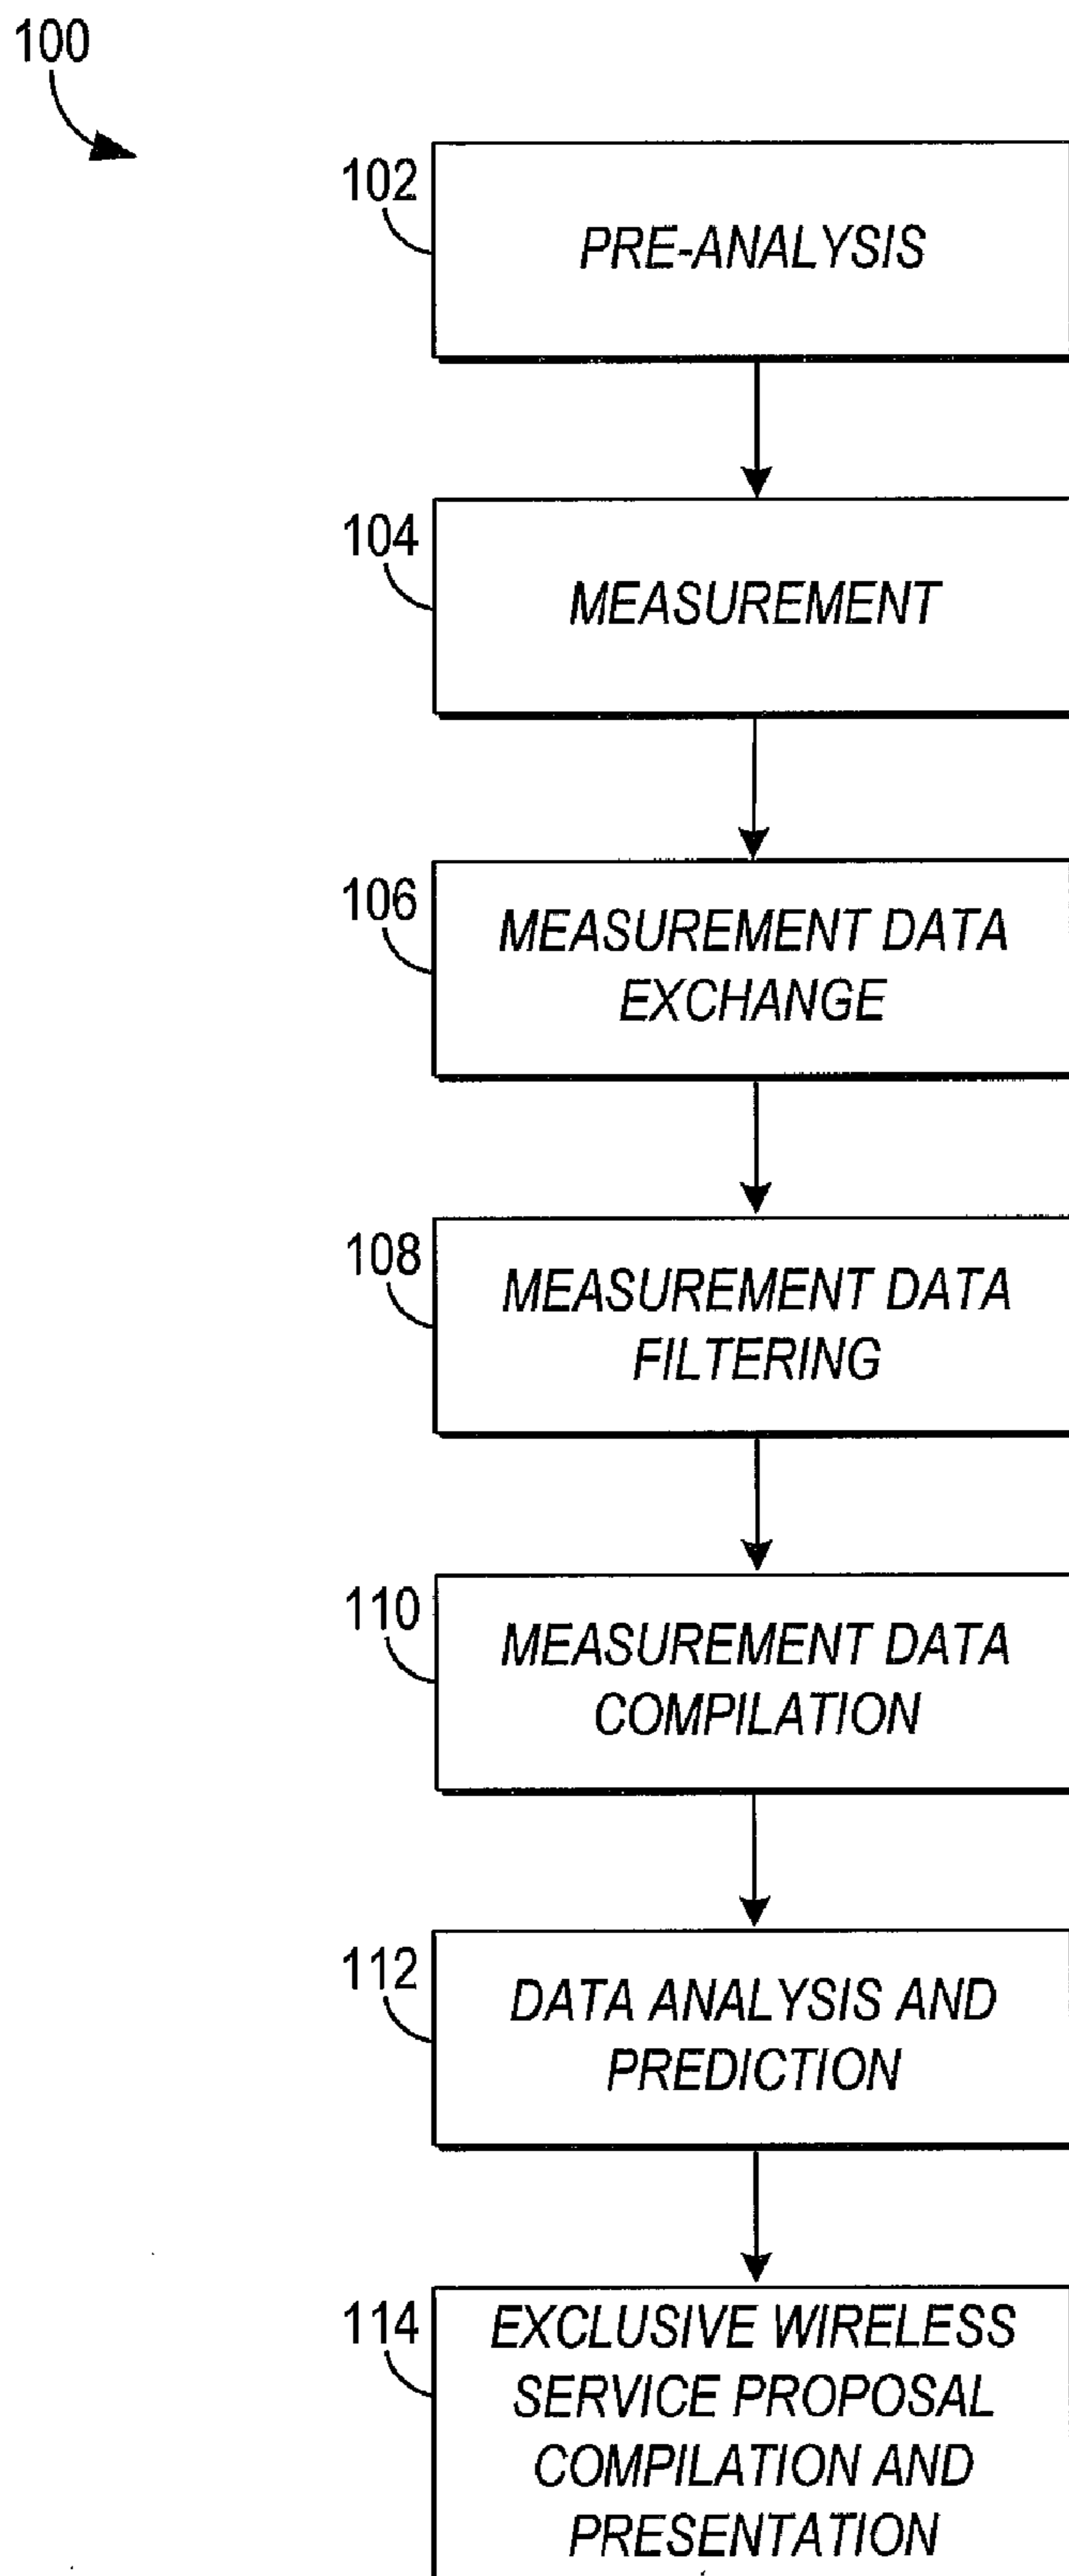 100
102
PRE-ANALYSIS
104
MEASUREMENT
106
MEASUREMENT DATA
EXCHANGE
108
MEASUREMENT DATA
FILTERING
110
MEASUREMENT DATA
COMPILATION
112
DATA ANALYSIS AND
PREDICTION
114
EXCLUSIVE WIRELESS
SERVICE PROPOSAL
COMPILATION AND
PRESENTATION